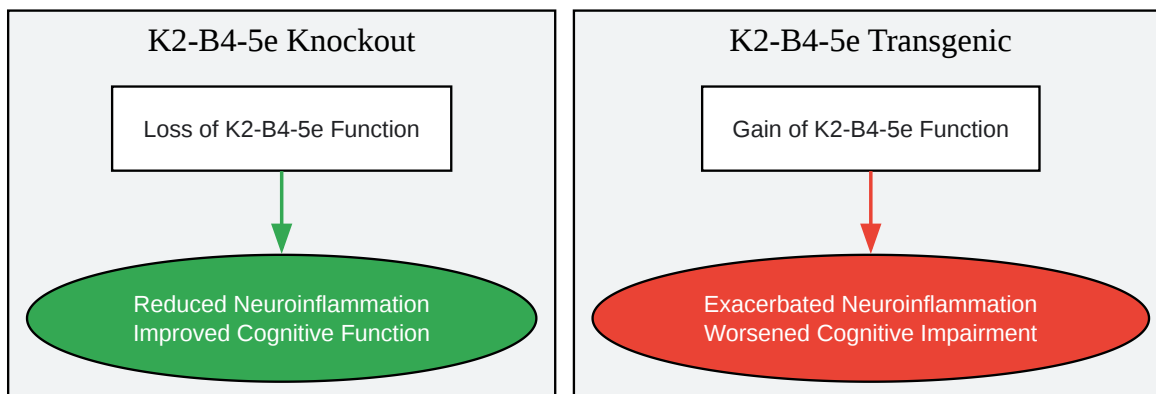 K2-B4-5e Knockout
Loss of K2-B4-5e Function
Reduced Neuroinflammation
Improved Cognitive Function
K2-B4-5e Transgenic
Gain of K2-B4-5e Function
Exacerbated Neuroinflammation
Worsened Cognitive Impairment